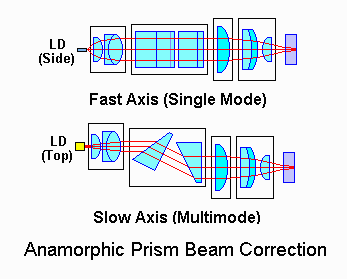 LD
(Side)
Fast Axis (Single Mode)
LD
(Top)
Slow Axis (Multimode)
Anamorphic Prism Beam Correction